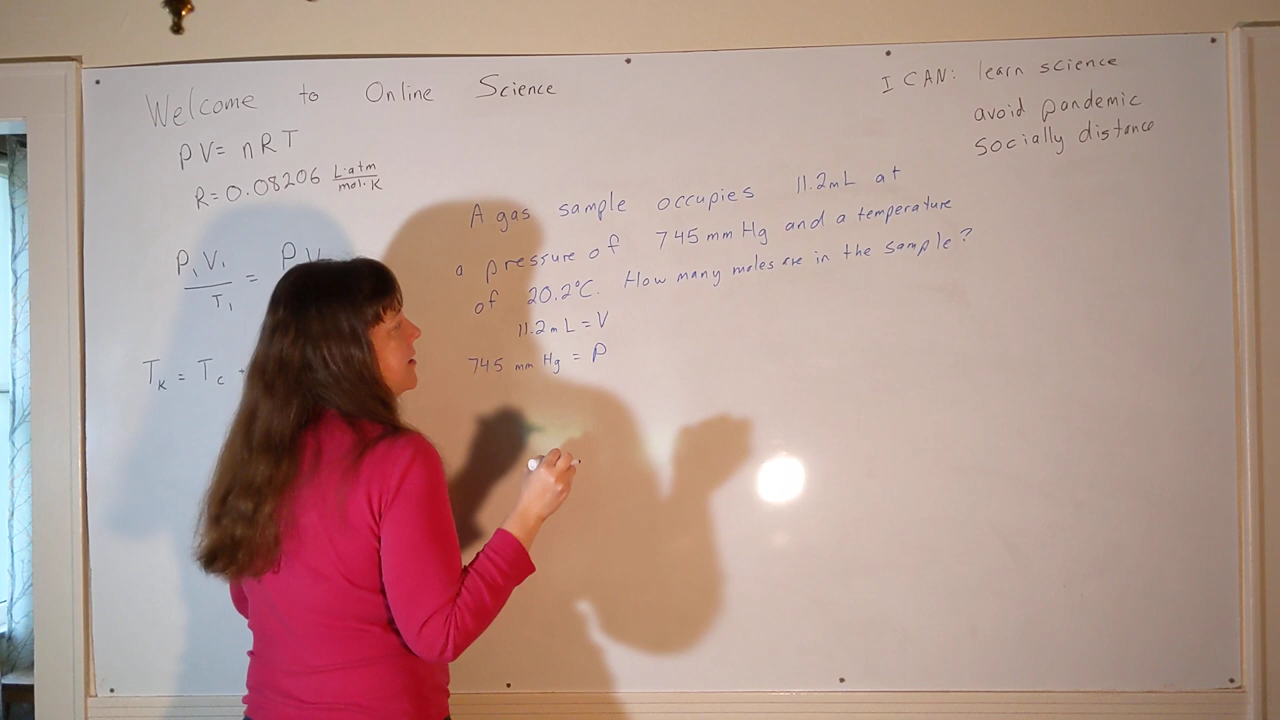 Welcome to Online Science
PV = nRT
R = 0.08206 L·atm / mol·K
P₁V₁ / T₁ = P V
T_K = T_C +
I CAN: learn science
avoid pandemic
Socially distance
A gas sample occupies 11.2mL at
a pressure of 745 mm Hg and a temperature
of 20.2°C. How many moles are in the sample?
11.2mL = V
745 mm Hg = P